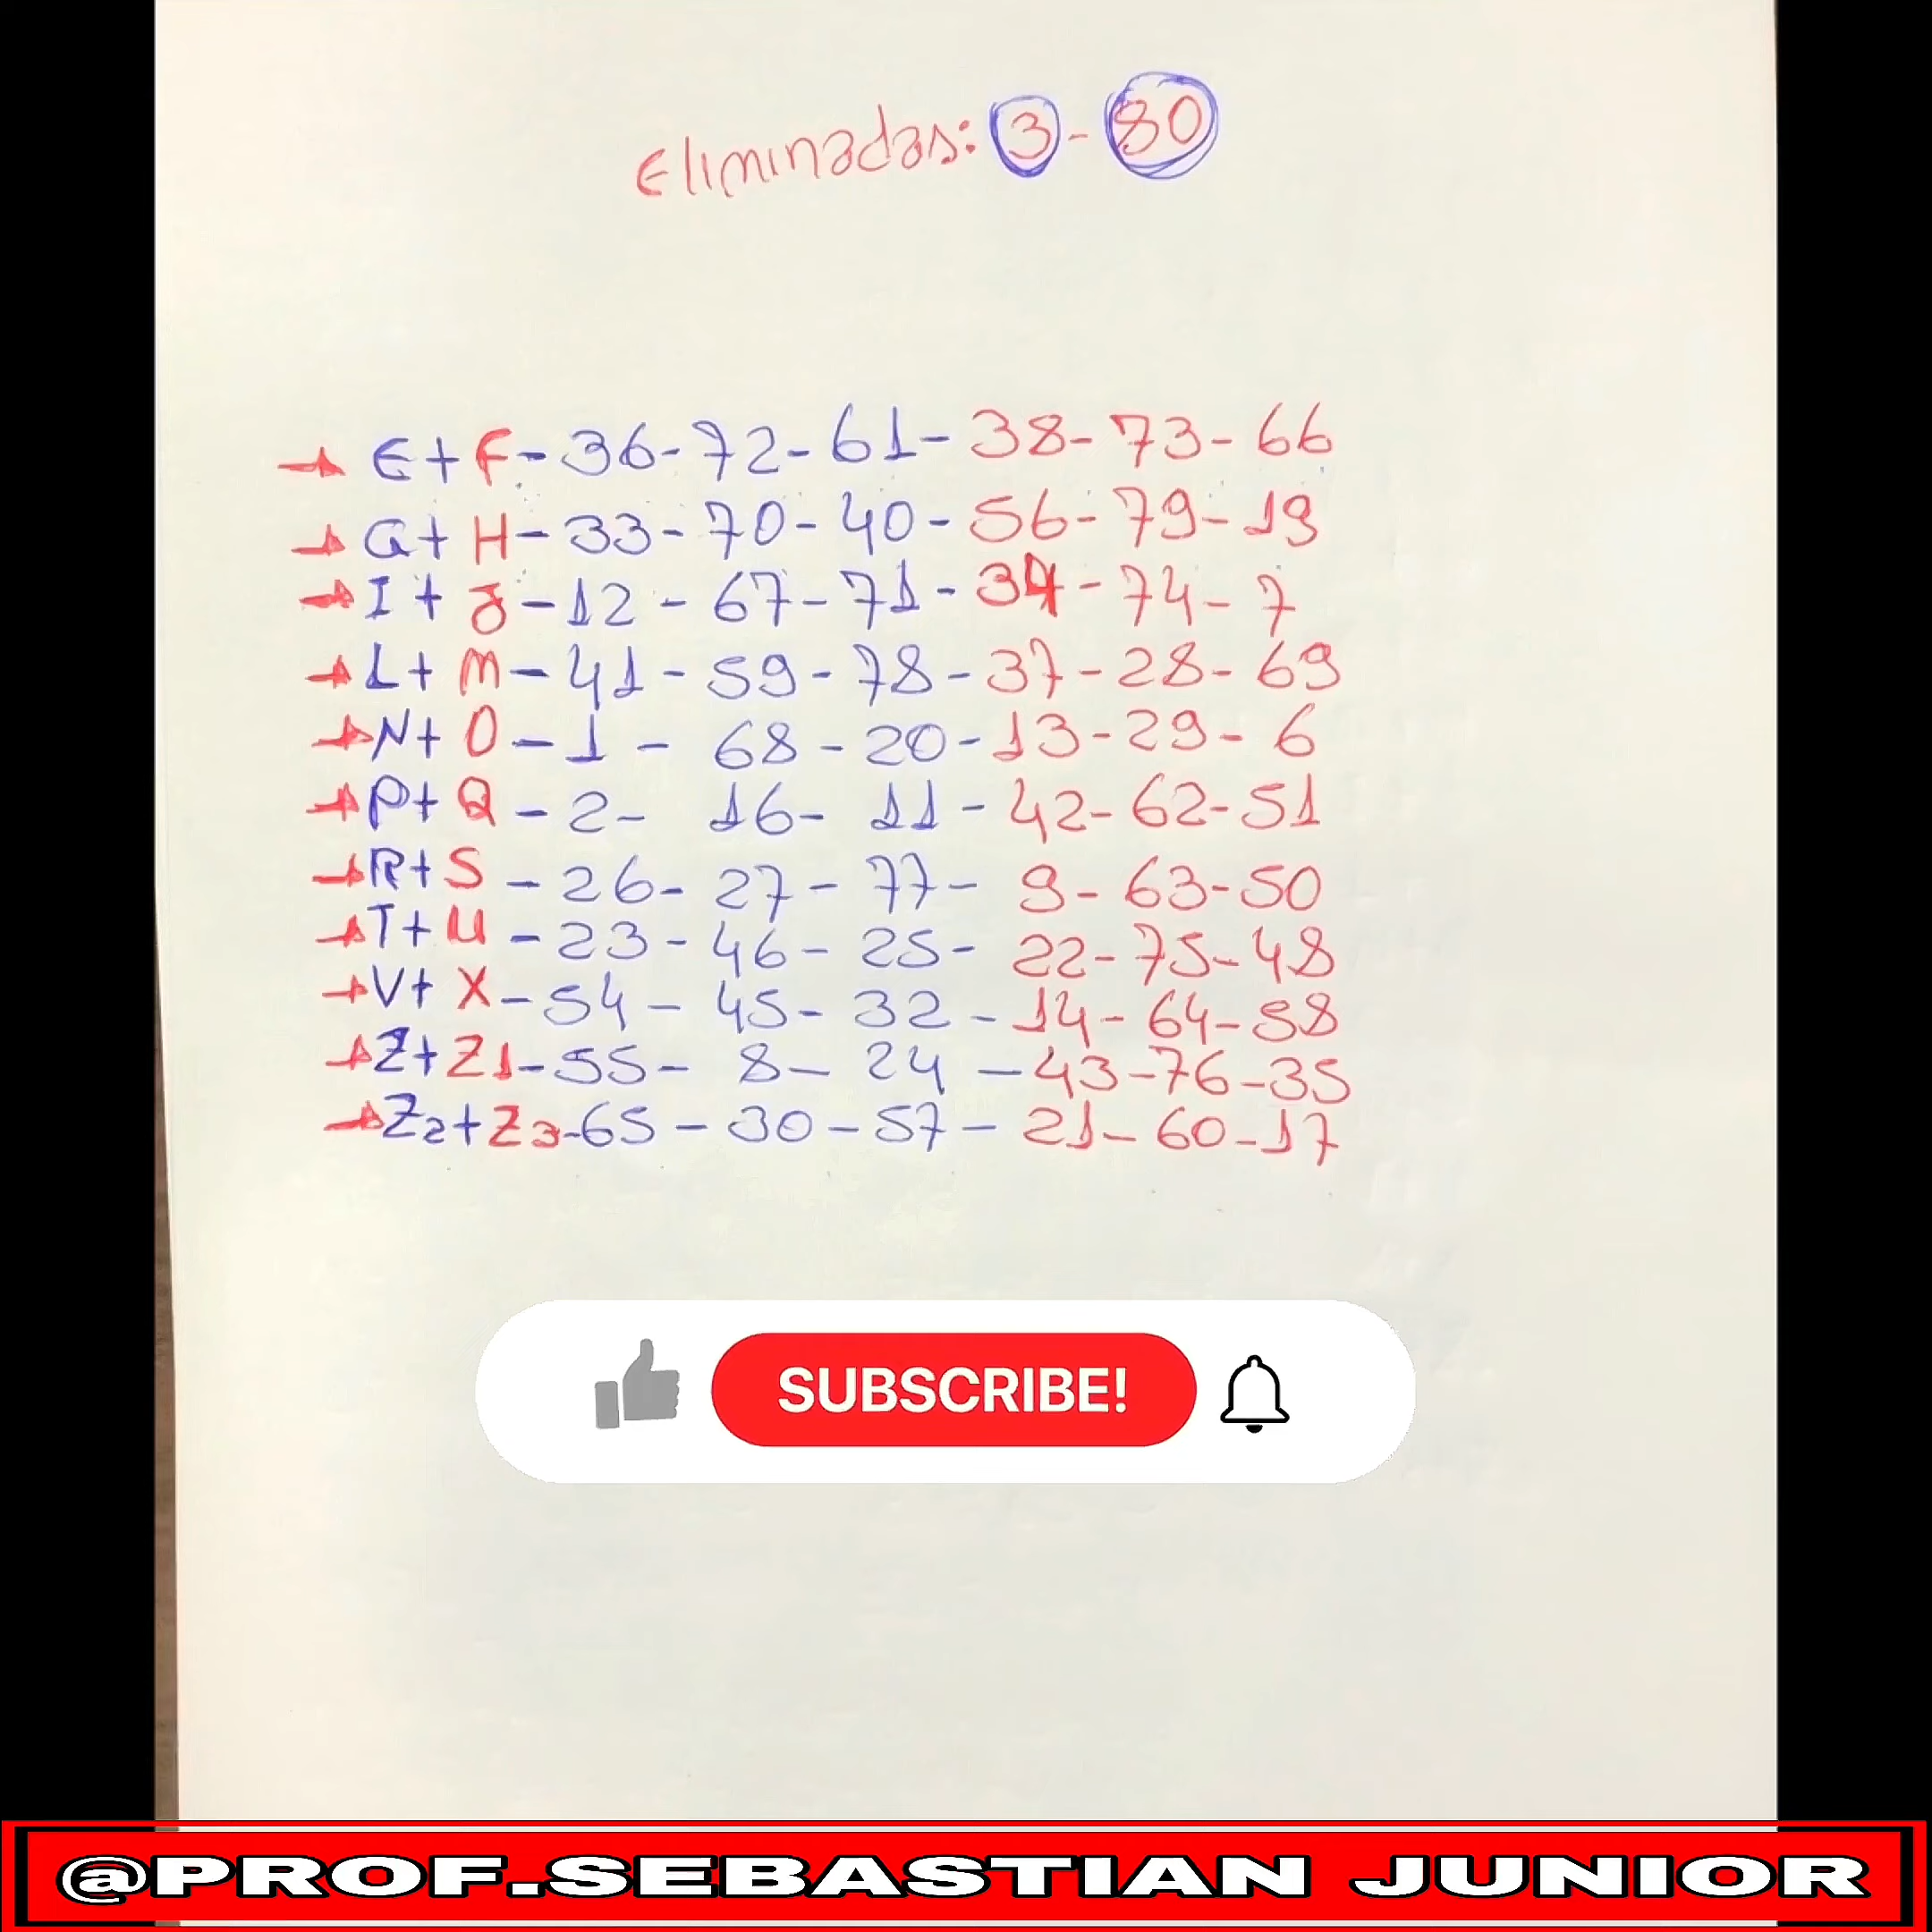 Eliminadas: 3 - 80
E + F - 36 - 72 - 61 - 38 - 73 - 66
G + H - 33 - 70 - 40 - 56 - 79 - 19
I + J - 12 - 67 - 71 - 34 - 74 - 7
L + M - 41 - 59 - 78 - 37 - 28 - 69
N + O - 1 - 68 - 20 - 13 - 29 - 6
P + Q - 2 - 16 - 11 - 42 - 62 - 51
R + S - 26 - 27 - 77 - 9 - 63 - 50
T + U - 23 - 46 - 25 - 22 - 75 - 48
V + X - 54 - 45 - 32 - 14 - 64 - 58
Z + Z1 - 55 - 8 - 24 - 43 - 76 - 35
Z2 + Z3 - 65 - 30 - 57 - 21 - 60 - 17
SUBSCRIBE!
@PROF.SEBASTIAN JUNIOR